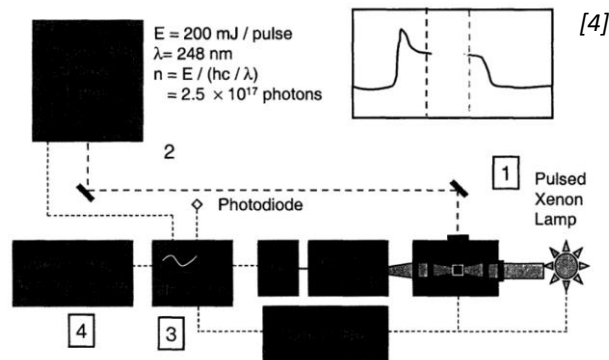 E = 200 mJ / pulse
λ= 248 nm
n = E / (hc / λ)
= 2.5 × 10¹⁷ photons
[4]
2
1
Pulsed
Xenon
Lamp
Photodiode
4
3